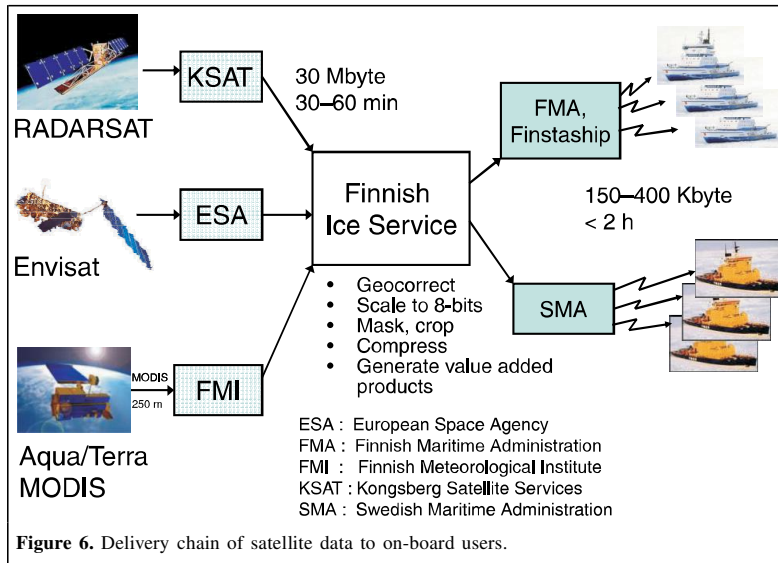 RADARSAT
KSAT
30 Mbyte
30–60 min
FMA,
Finstaship
Envisat
ESA
Finnish
Ice Service
150–400 Kbyte
< 2 h
• Geocorrect
• Scale to 8-bits
• Mask, crop
• Compress
• Generate value added
products
SMA
MODIS
250 m
FMI
Aqua/Terra
MODIS
ESA : European Space Agency
FMA : Finnish Maritime Administration
FMI : Finnish Meteorological Institute
KSAT : Kongsberg Satellite Services
SMA : Swedish Maritime Administration
Figure 6. Delivery chain of satellite data to on-board users.